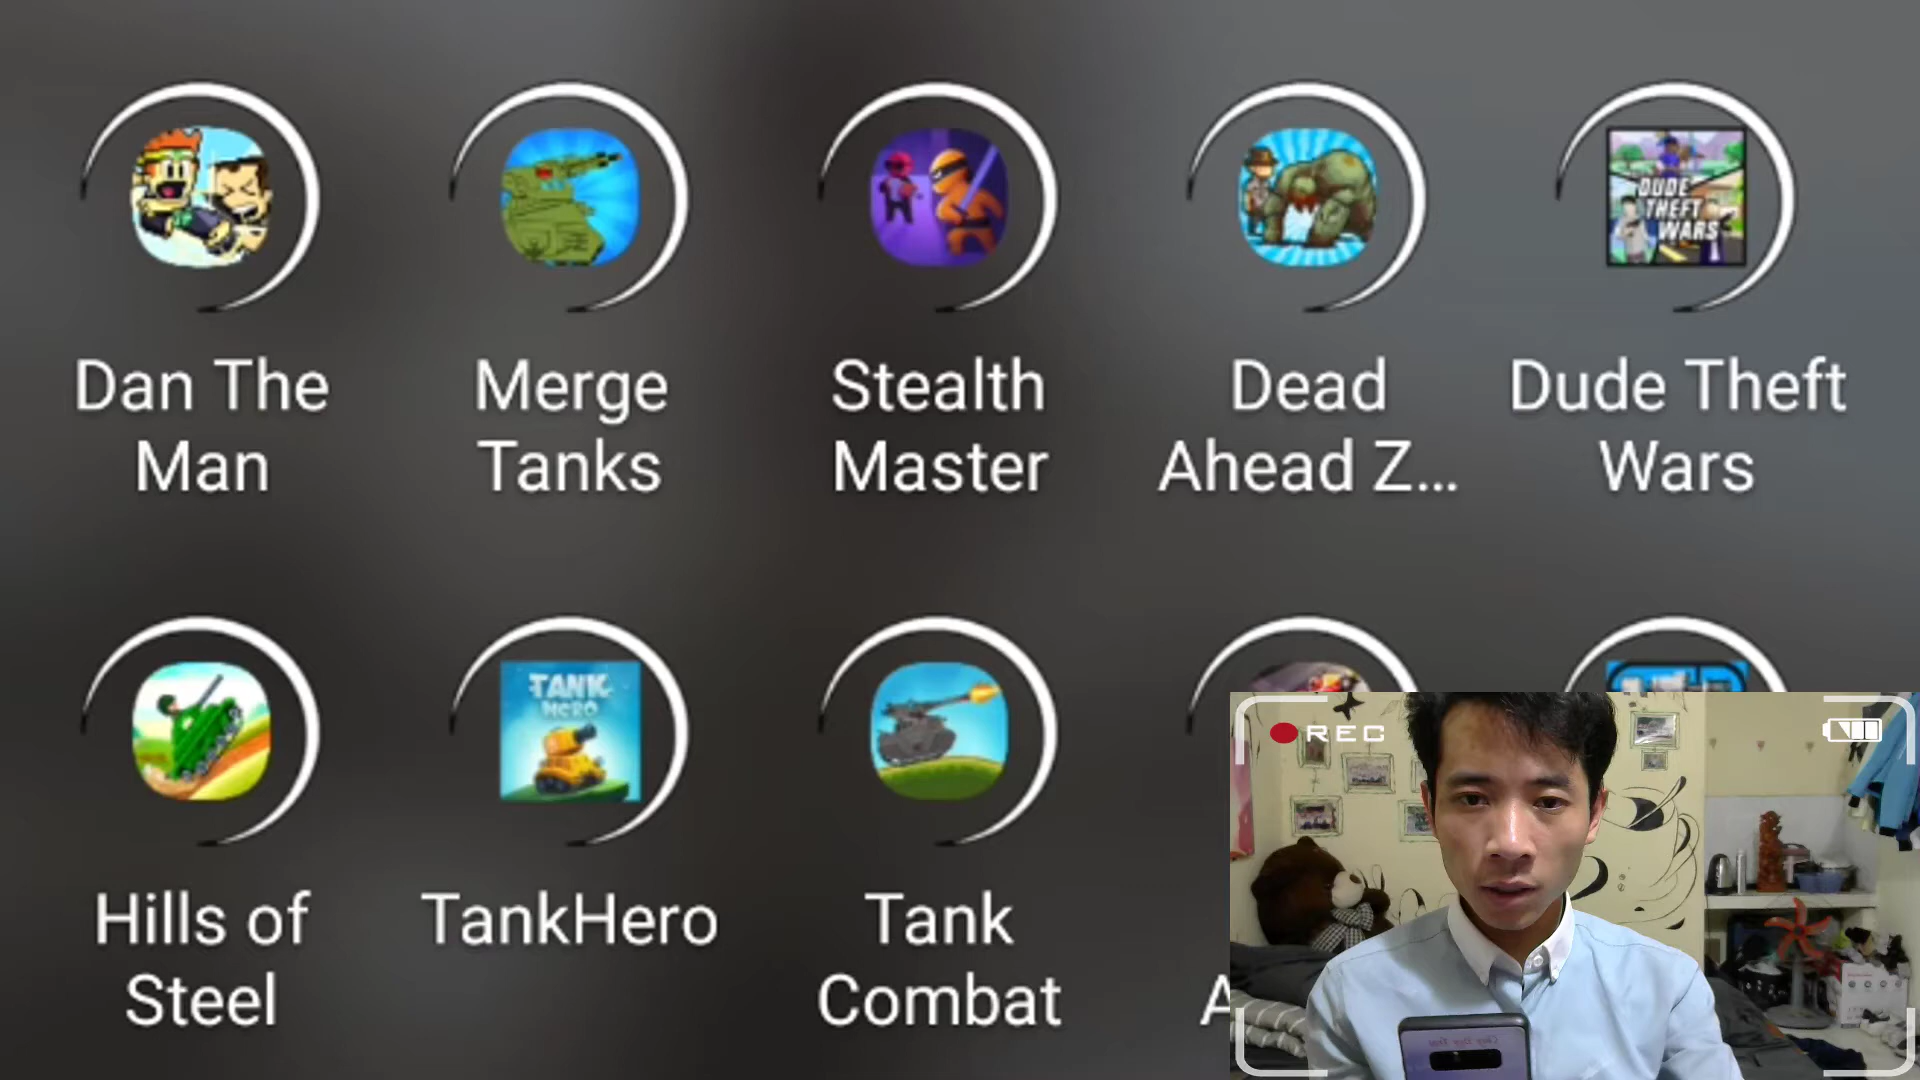 DUDE
THEFT
WARS
Dan The
Man
Merge
Tanks
Stealth
Master
Dead
Ahead Z...
Dude Theft
Wars
TANK
HERO
Hills of
Steel
TankHero
Tank
Combat
A
REC